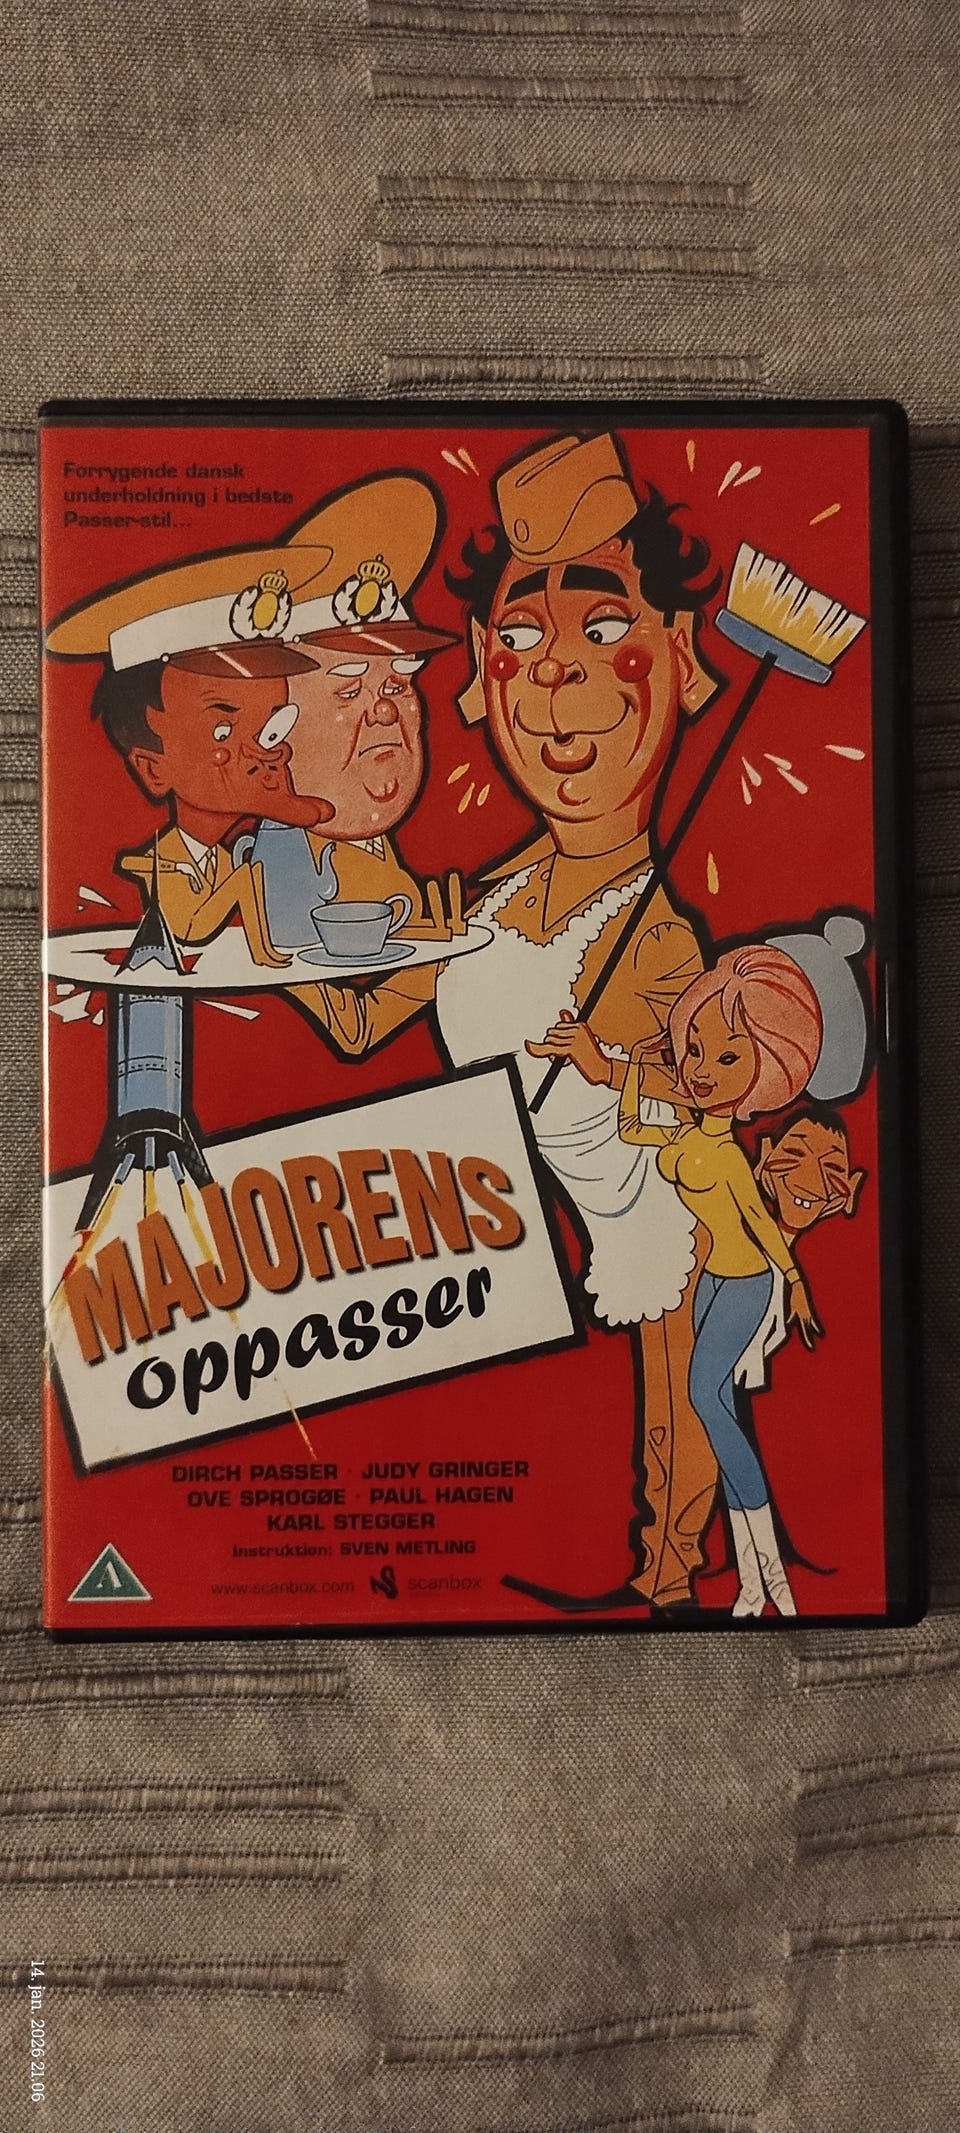 Forrygende dansk
underholdning i bedste
Passer-stil...
MAJORENS
oppasser
DIRCH PASSER · JUDY GRINGER
OVE SPROGØE · PAUL HAGEN
KARL STEGGER
instruktion: SVEN METLING
www.scanbox.com scanbox
A
14. jan. 2026 21.06